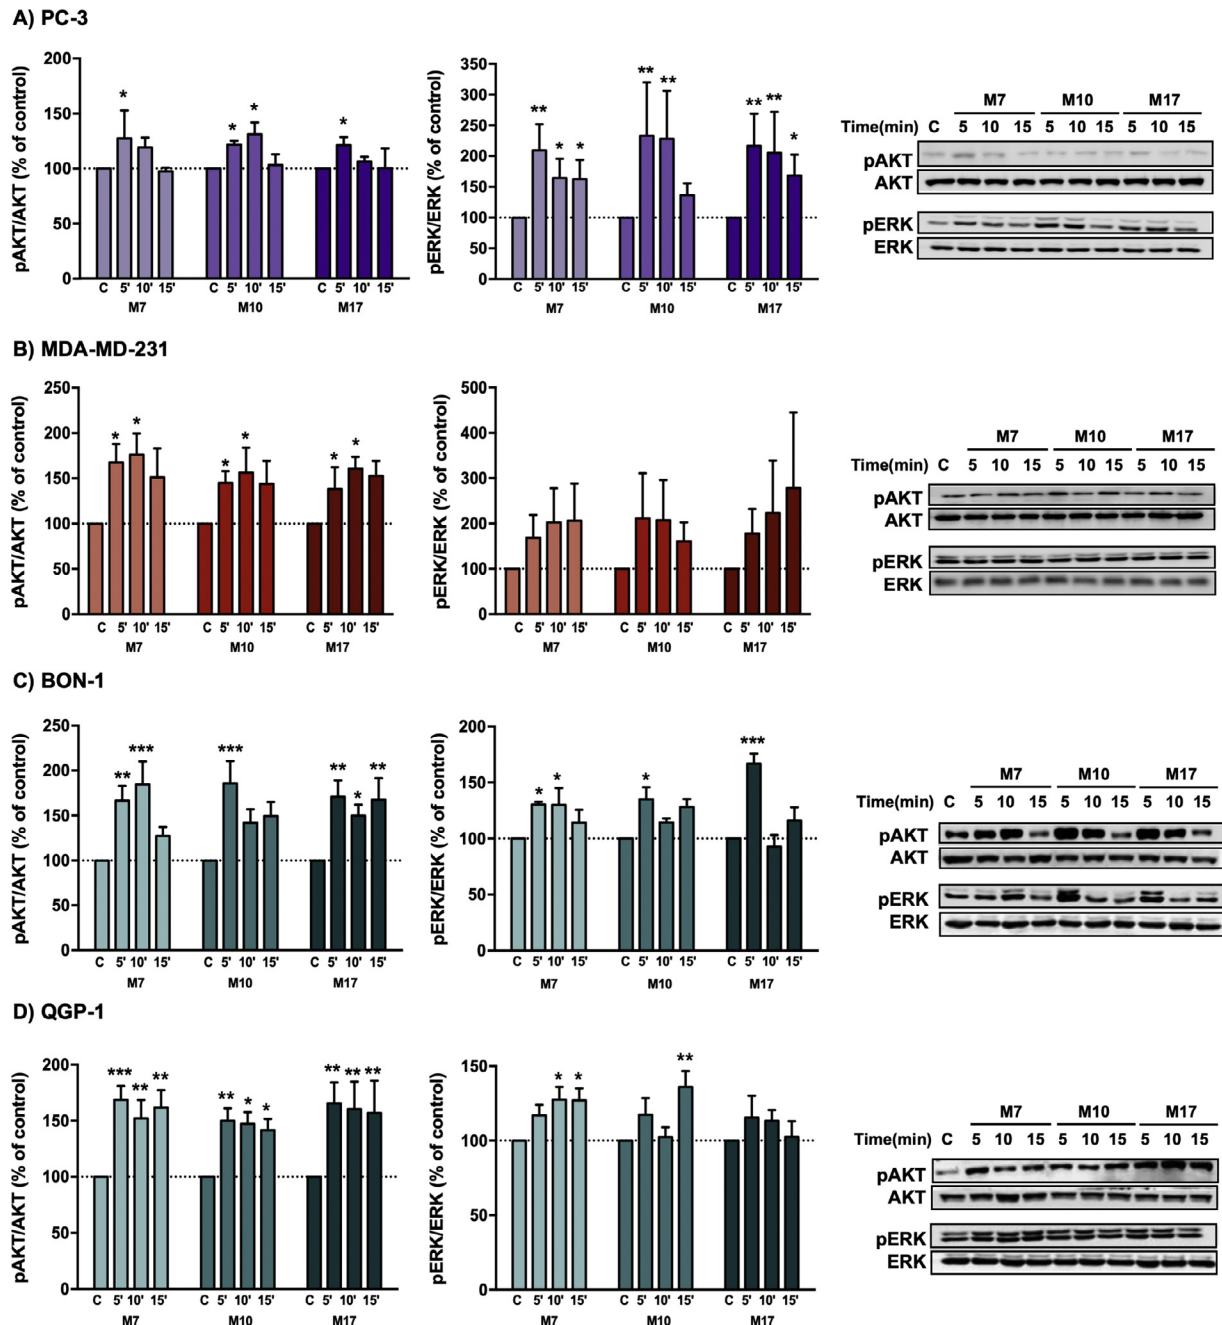 A) PC-3
pAKT/AKT (% of control)
200
150
100
50
0
* * * *
C 5' 10' 15' C 5' 10' 15' C 5' 10' 15'
M7 M10 M17
pERK/ERK (% of control)
350
300
250
200
150
100
50
0
** * * ** ** ** ** *
C 5' 10' 15' C 5' 10' 15' C 5' 10' 15'
M7 M10 M17
M7 M10 M17
Time(min) C 5 10 15 5 10 15 5 10 15
pAKT
AKT
pERK
ERK
B) MDA-MD-231
pAKT/AKT (% of control)
250
200
150
100
50
0
* * * * * *
C 5' 10' 15' C 5' 10' 15' C 5' 10' 15'
M7 M10 M17
pERK/ERK (% of control)
500
400
300
200
100
0
C 5' 10' 15' C 5' 10' 15' C 5' 10' 15'
M7 M10 M17
M7 M10 M17
Time(min) C 5 10 15 5 10 15 5 10 15
pAKT
AKT
pERK
ERK
C) BON-1
pAKT/AKT (% of control)
250
200
150
100
50
0
** *** *** ** * **
C 5' 10' 15' C 5' 10' 15' C 5' 10' 15'
M7 M10 M17
pERK/ERK (% of control)
200
150
100
50
0
* * * ***
C 5' 10' 15' C 5' 10' 15' C 5' 10' 15'
M7 M10 M17
M7 M10 M17
Time(min) C 5 10 15 5 10 15 5 10 15
pAKT
AKT
pERK
ERK
D) QGP-1
pAKT/AKT (% of control)
200
150
100
50
0
*** ** ** ** * * ** ** **
C 5' 10' 15' C 5' 10' 15' C 5' 10' 15'
M7 M10 M17
pERK/ERK (% of control)
150
100
50
0
* * **
C 5' 10' 15' C 5' 10' 15' C 5' 10' 15'
M7 M10 M17
M7 M10 M17
Time(min) C 5 10 15 5 10 15 5 10 15
pAKT
AKT
pERK
ERK